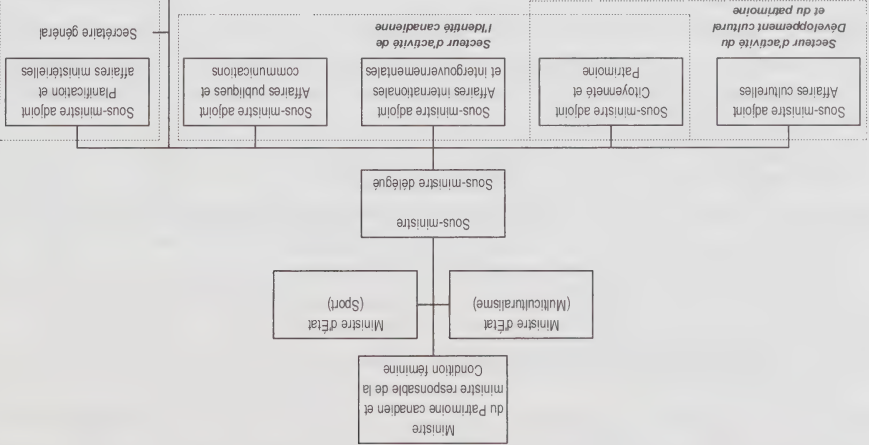 Ministre
du Patrimoine canadien et
ministre responsable de la
Condition féminine
Ministre d'État
(Multiculturalisme)
Ministre d'État
(Sport)
Sous-ministre
Sous-ministre délégué
Sous-ministre adjoint
Affaires culturelles
Sous-ministre adjoint
Citoyenneté et
Patrimoine
Sous-ministre adjoint
Affaires internationales
et intergouvernementales
Sous-ministre adjoint
Affaires publiques et
communications
Sous-ministre adjoint
Planification et
affaires ministérielles
Secteur d'activité du
Développement culturel
et du patrimoine
Secteur d'activité de
l'Identité canadienne
Secrétaire général